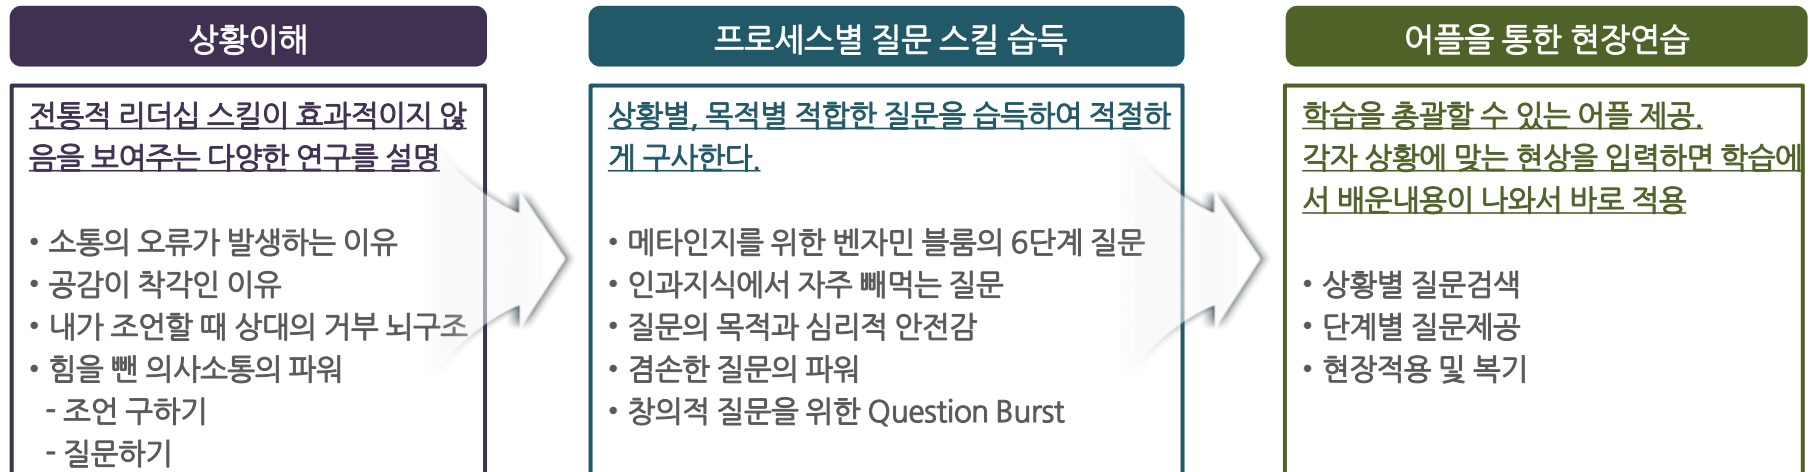 상황이해
전통적 리더십 스킬이 효과적이지 않
음을 보여주는 다양한 연구를 설명
• 소통의 오류가 발생하는 이유
• 공감이 착각인 이유
• 내가 조언할 때 상대의 거부 뇌구조
• 힘을 뺀 의사소통의 파워
- 조언 구하기
- 질문하기
프로세스별 질문 스킬 습득
상황별, 목적별 적합한 질문을 습득하여 적절하
게 구사한다.
• 메타인지를 위한 벤자민 블룸의 6단계 질문
• 인과지식에서 자주 빼먹는 질문
• 질문의 목적과 심리적 안전감
• 겸손한 질문의 파워
• 창의적 질문을 위한 Question Burst
어플을 통한 현장연습
학습을 총괄할 수 있는 어플 제공.
각자 상황에 맞는 현상을 입력하면 학습에
서 배운내용이 나와서 바로 적용
• 상황별 질문검색
• 단계별 질문제공
• 현장적용 및 복기